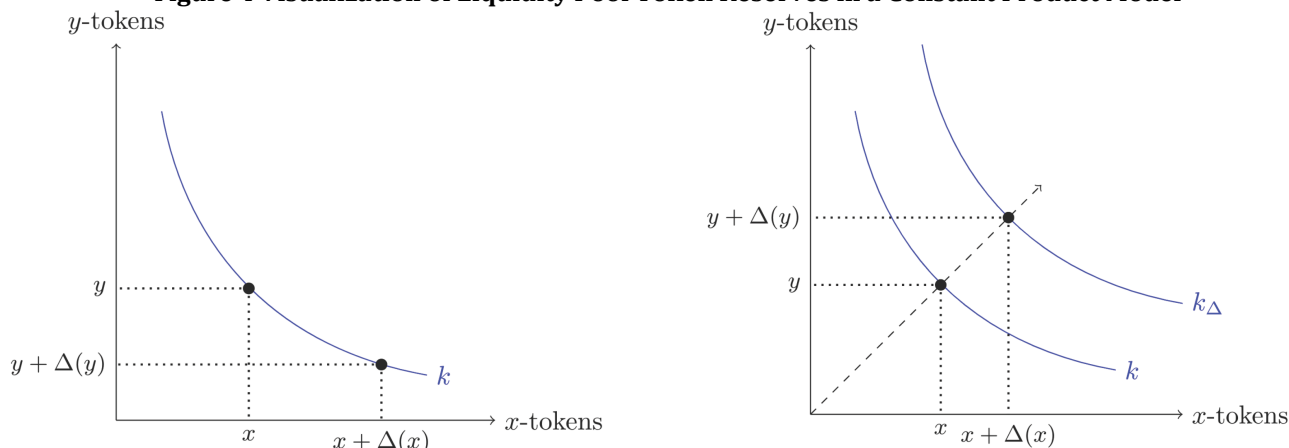 Figure 1 Visualization of Liquidity Pool Token Reserves in a Constant Product Model
y-tokens
y
y + Δ(y)
k
x-tokens
x
x + Δ(x)
y-tokens
y + Δ(y)
y
k_Δ
k
x-tokens
x
x + Δ(x)